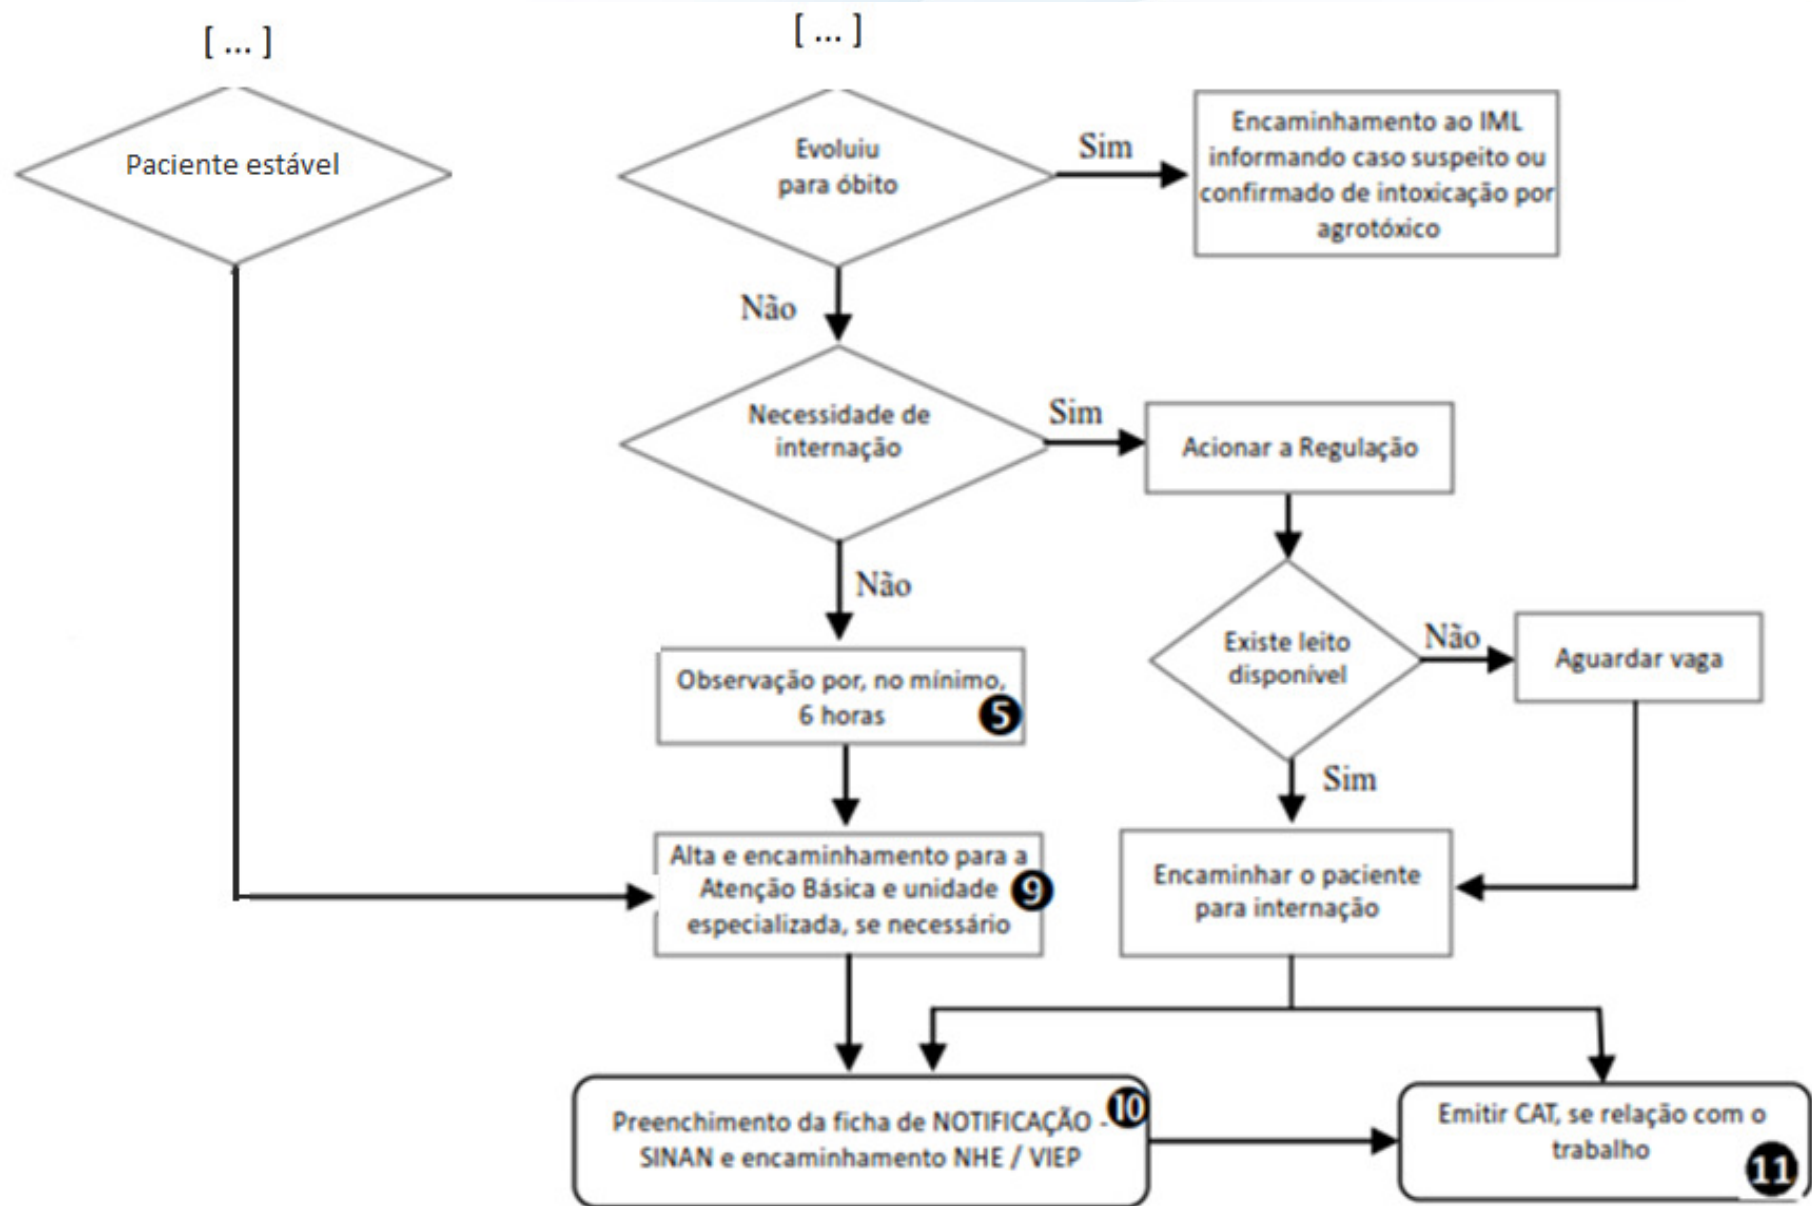 [ ... ]
[ ... ]
Paciente estável
Evoluiu
para óbito
Sim
Encaminhamento ao IML
informando caso suspeito ou
confirmado de intoxicação por
agrotóxico
Não
Necessidade de
internação
Sim
Acionar a Regulação
Não
Existe leito
disponível
Não
Aguardar vaga
Observação por, no mínimo,
6 horas
5
Sim
Alta e encaminhamento para a
Atenção Básica e unidade
especializada, se necessário
9
Encaminhar o paciente
para internação
Preenchimento da ficha de NOTIFICAÇÃO -
SINAN e encaminhamento NHE / VIEP
10
Emitir CAT, se relação com o
trabalho
11